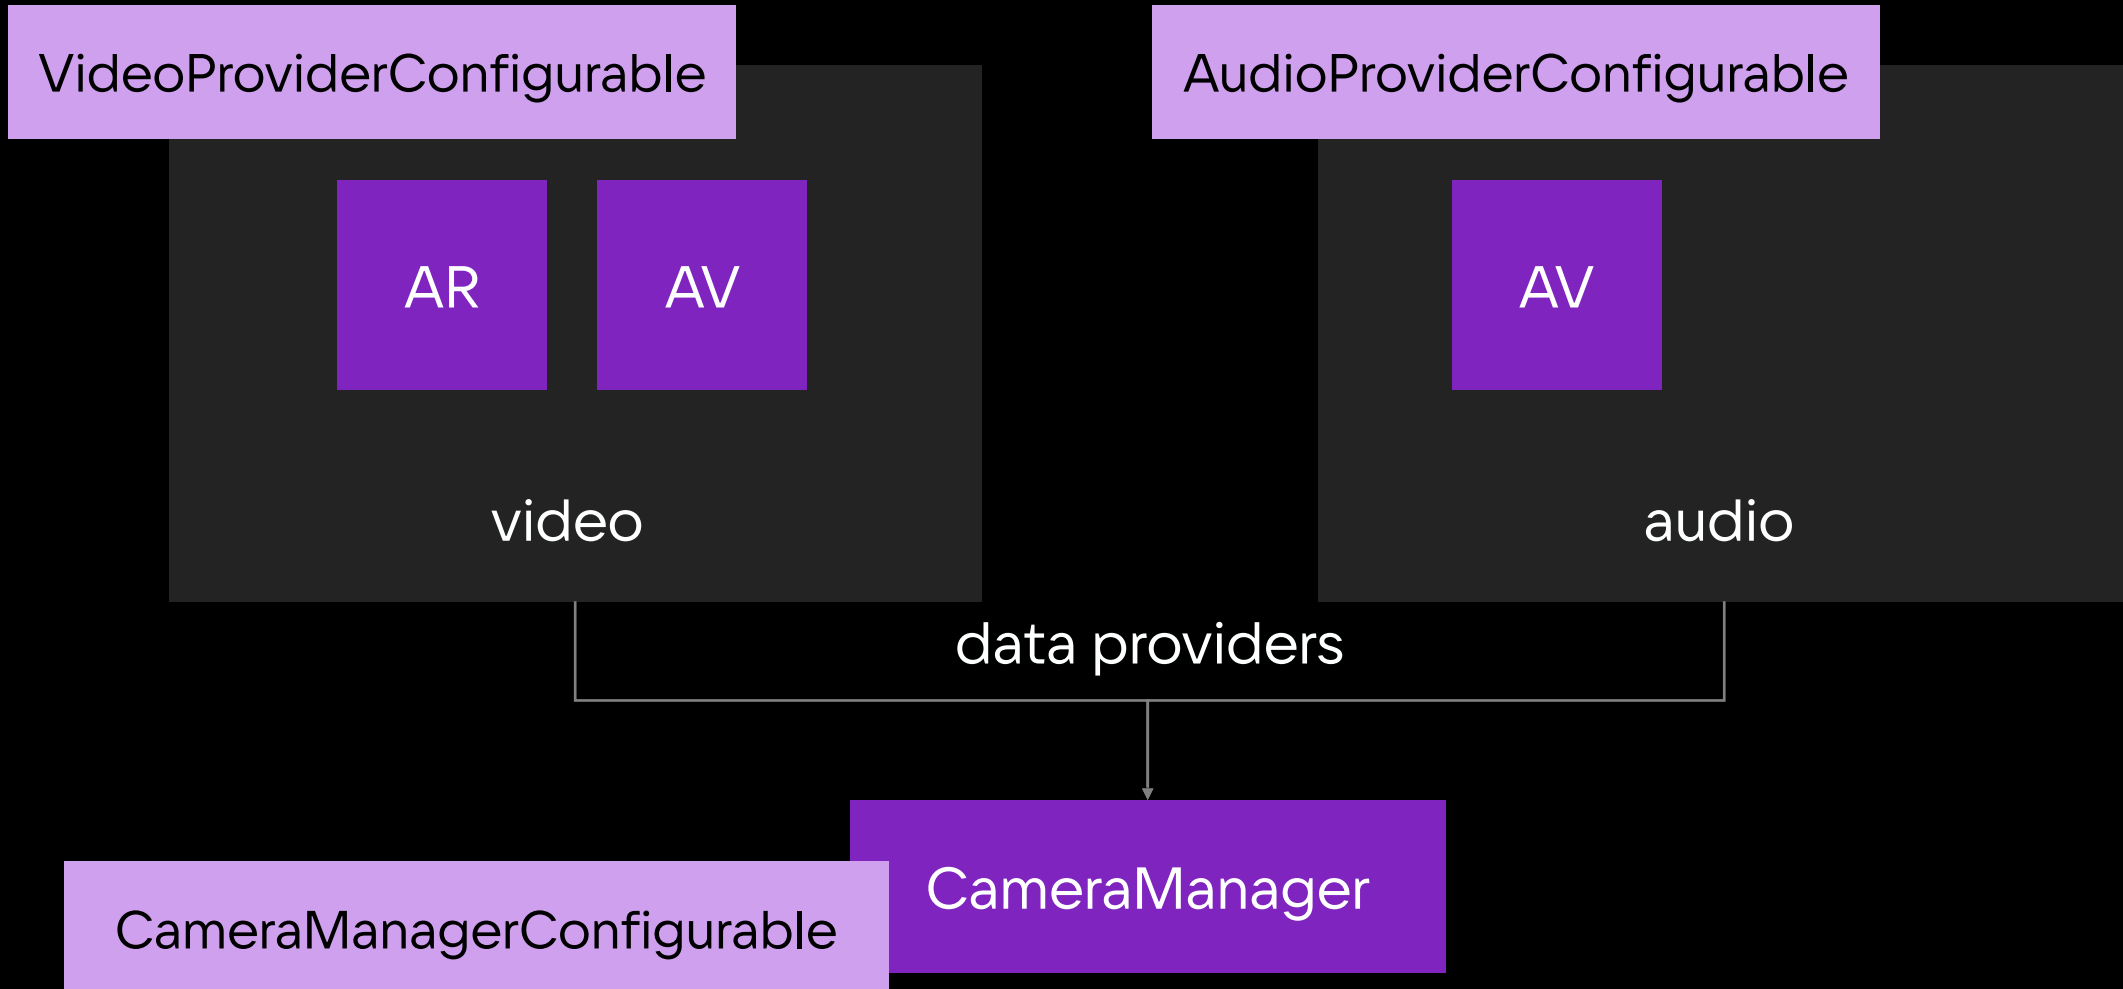 VideoProviderConfigurable
AudioProviderConfigurable
AR
AV
AV
video
audio
data providers
CameraManager
CameraManagerConfigurable